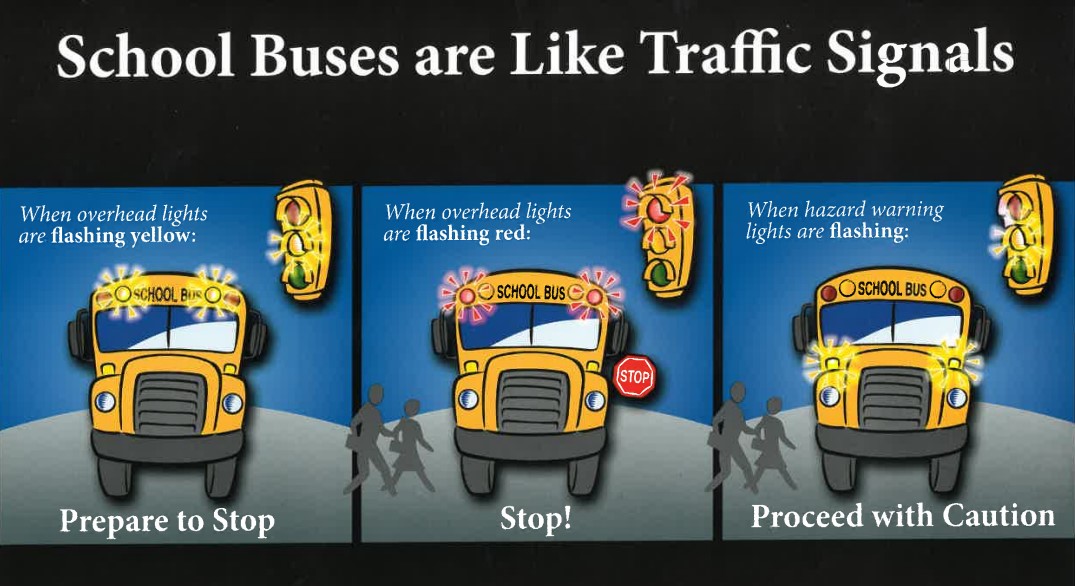 School Buses are Like Traffic Signals
When overhead lights
are flashing yellow:
SCHOOL BUS
Prepare to Stop
When overhead lights
are flashing red:
SCHOOL BUS
STOP
Stop!
When hazard warning
lights are flashing:
SCHOOL BUS
Proceed with Caution